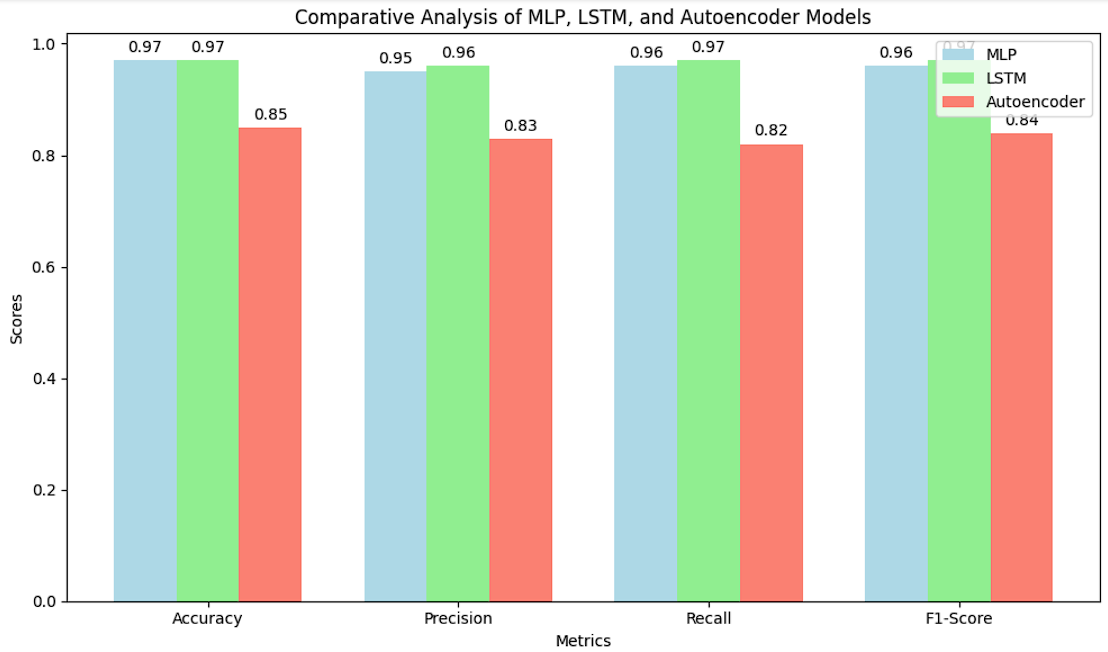 Comparative Analysis of MLP, LSTM, and Autoencoder Models
1.0
0.8
0.6
0.4
0.2
0.0
Scores
0.97
0.97
0.85
0.95
0.96
0.83
0.96
0.97
0.82
0.96
0.97
0.84
MLP
LSTM
Autoencoder
Accuracy
Precision
Recall
F1-Score
Metrics